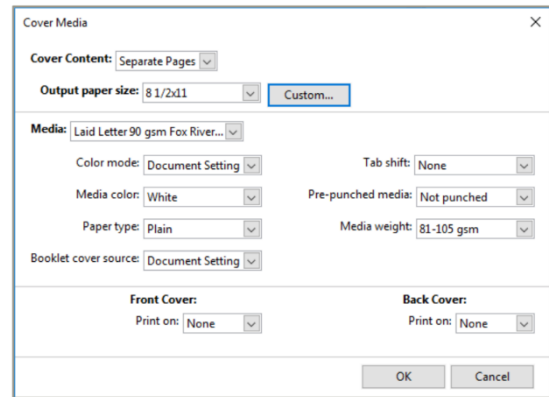 Cover Media
Cover Content: Separate Pages
Output paper size: 8 1/2x11 Custom...
Media: Laid Letter 90 gsm Fox River...
Color mode: Document Setting Tab shift: None
Media color: White Pre-punched media: Not punched
Paper type: Plain Media weight: 81-105 gsm
Booklet cover source: Document Setting
Front Cover: Back Cover:
Print on: None Print on: None
OK Cancel